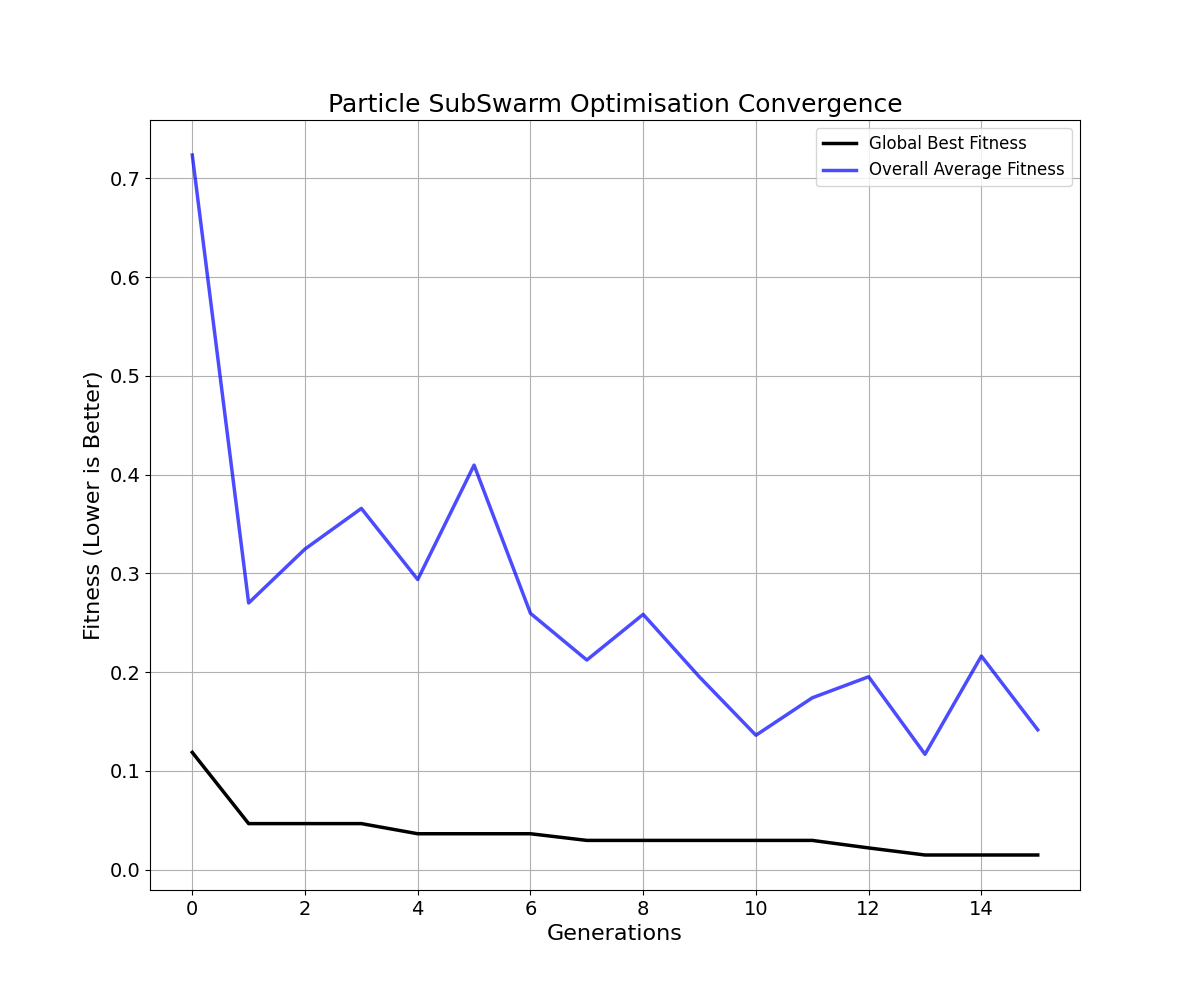 Particle SubSwarm Optimisation Convergence
Global Best Fitness
Overall Average Fitness
Fitness (Lower is Better)
0.7
0.6
0.5
0.4
0.3
0.2
0.1
0.0
0 2 4 6 8 10 12 14
Generations